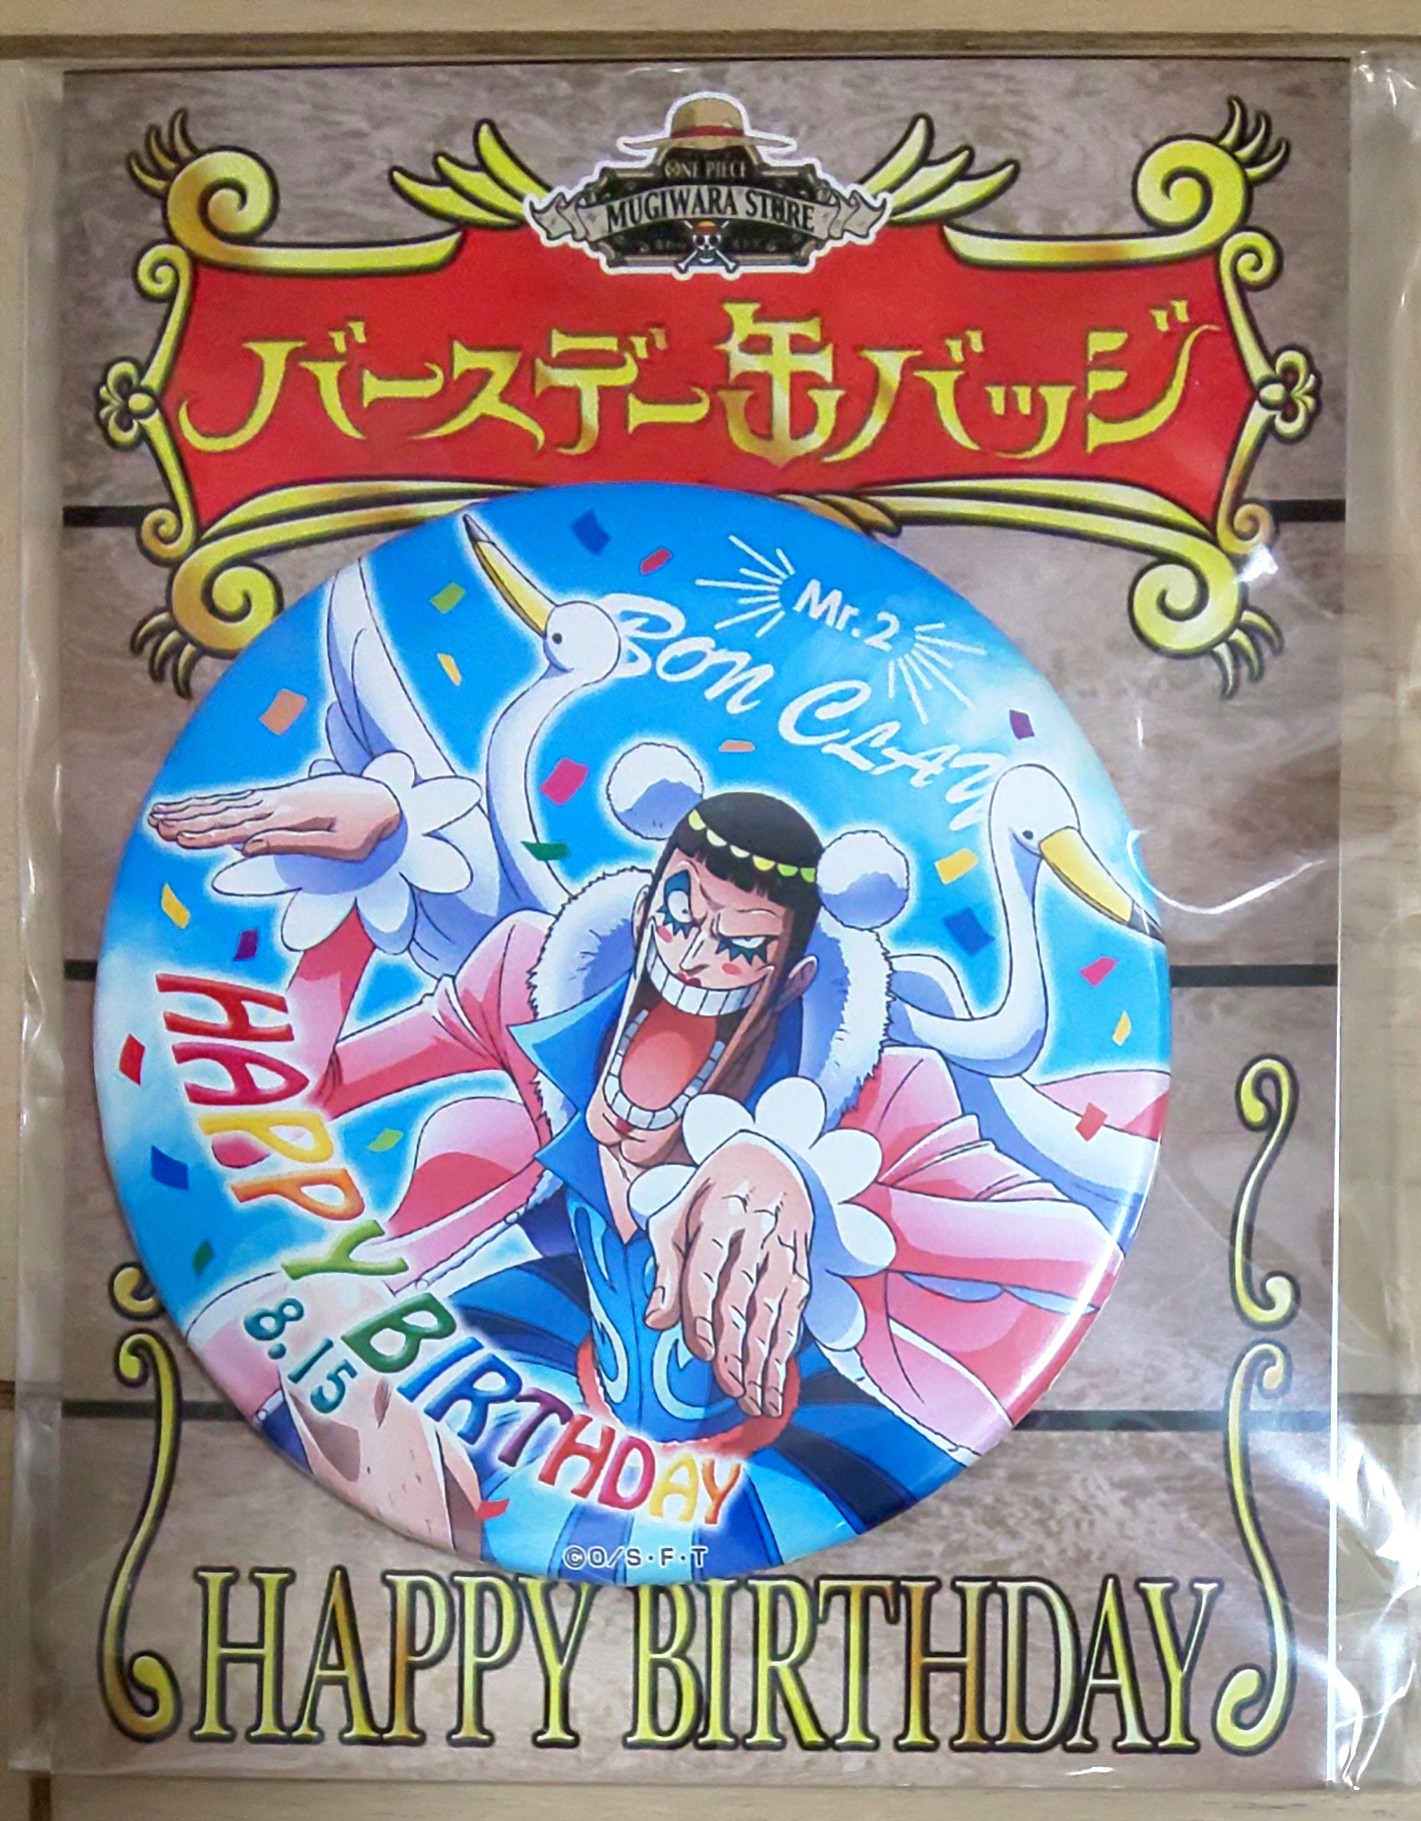 ONE PIECE
MUGIWARA STORE
バースデー缶バッジ
Mr.2
BON CLAY
HAPPY BIRTHDAY
8.15
©O/S・F・T
HAPPY BIRTHDAY